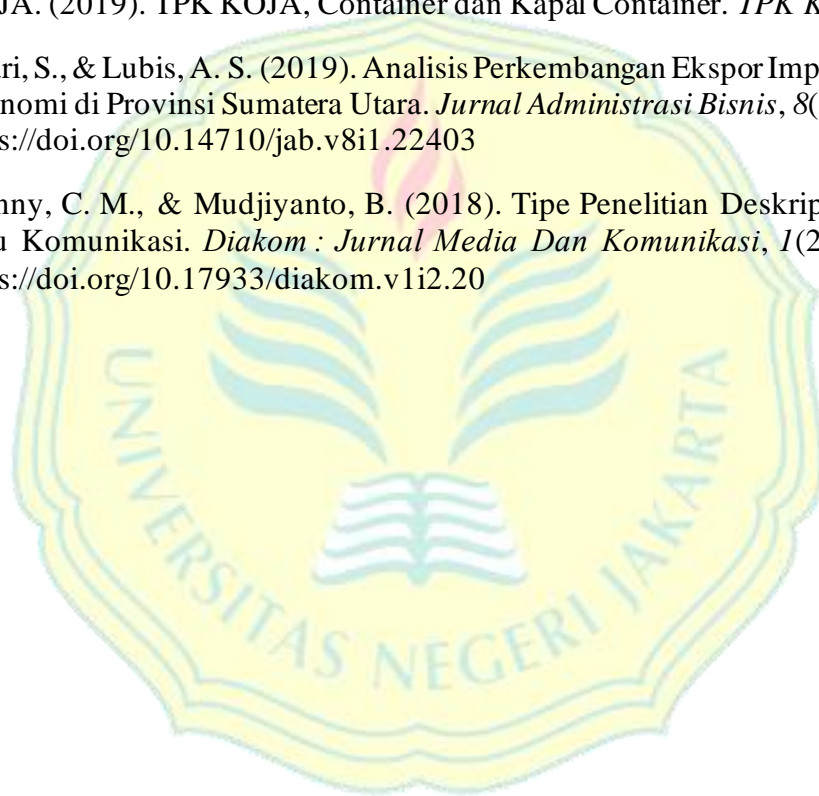 JA. (2019). TPK KOJA, Container dan Kapal Container. TPK K
ri, S., & Lubis, A. S. (2019). Analisis Perkembangan Ekspor Imp
nomi di Provinsi Sumatera Utara. Jurnal Administrasi Bisnis, 8(
s://doi.org/10.14710/jab.v8i1.22403
nny, C. M., & Mudjiyanto, B. (2018). Tipe Penelitian Deskrip
u Komunikasi. Diakom : Jurnal Media Dan Komunikasi, 1(2
s://doi.org/10.17933/diakom.v1i2.20
UNIVERSITAS NEGERI JAKARTA